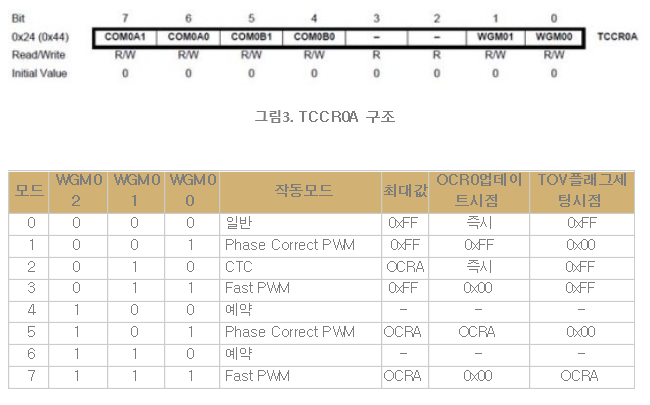 Bit 7 6 5 4 3 2 1 0
0x24 (0x44) COM0A1 COM0A0 COM0B1 COM0B0 – – WGM01 WGM00 TCCR0A
Read/Write R/W R/W R/W R/W R R R/W R/W
Initial Value 0 0 0 0 0 0 0 0
그림3. TCCR0A 구조
모드 WGM02 WGM01 WGM00 작동모드 최대값 OCR0업데이트시점 TOV플래그세팅시점
0 0 0 0 일반 0xFF 즉시 0xFF
1 0 0 1 Phase Correct PWM 0xFF 0xFF 0x00
2 0 1 0 CTC OCRA 즉시 0xFF
3 0 1 1 Fast PWM 0xFF 0x00 0xFF
4 1 0 0 예약 – – –
5 1 0 1 Phase Correct PWM OCRA OCRA 0x00
6 1 1 0 예약 – – –
7 1 1 1 Fast PWM OCRA 0x00 OCRA